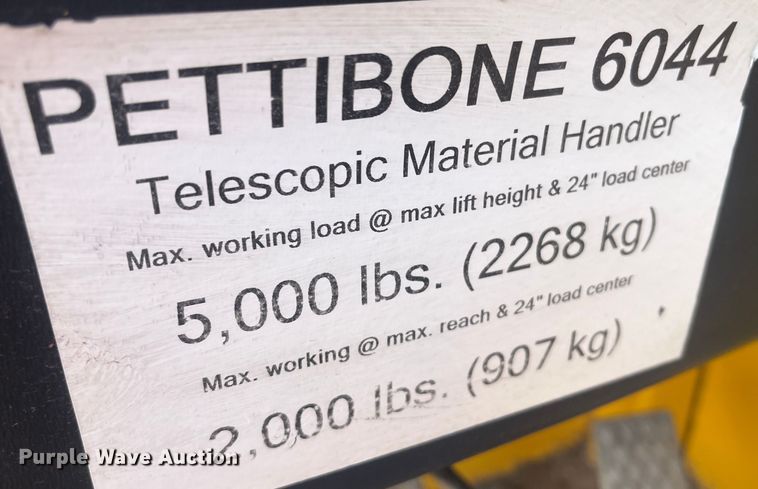 PETTIBONE 6044
Telescopic Material Handler
Max. working load @ max lift height & 24" load center
5,000 lbs. (2268 kg)
Max. working @ max. reach & 24" load center
2,000 lbs. (907 kg)
Purple Wave Auction